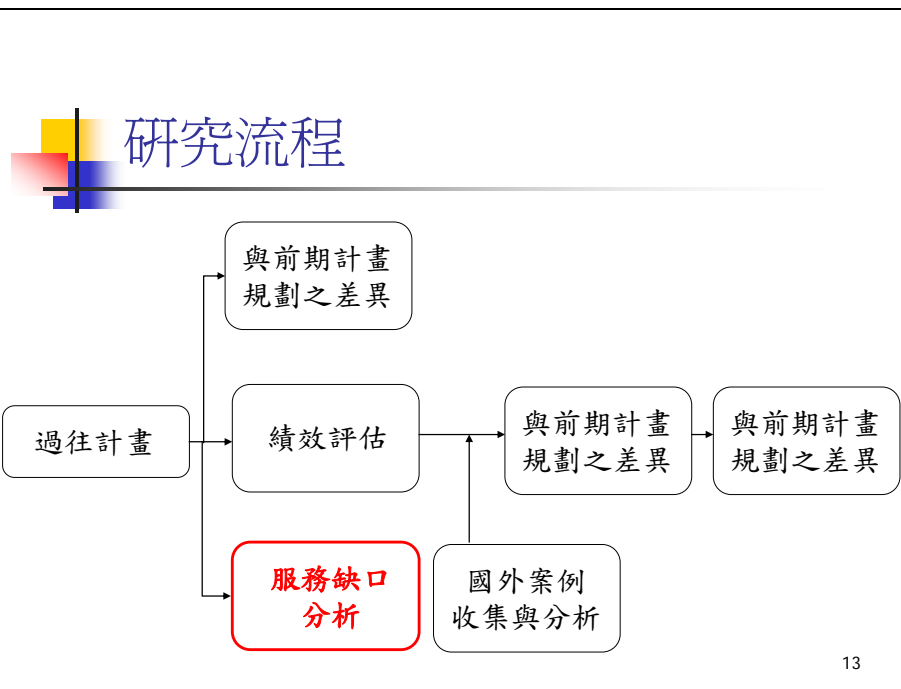 研究流程
與前期計畫
規劃之差異
過往計畫
績效評估
與前期計畫
規劃之差異
與前期計畫
規劃之差異
服務缺口
分析
國外案例
收集與分析
13